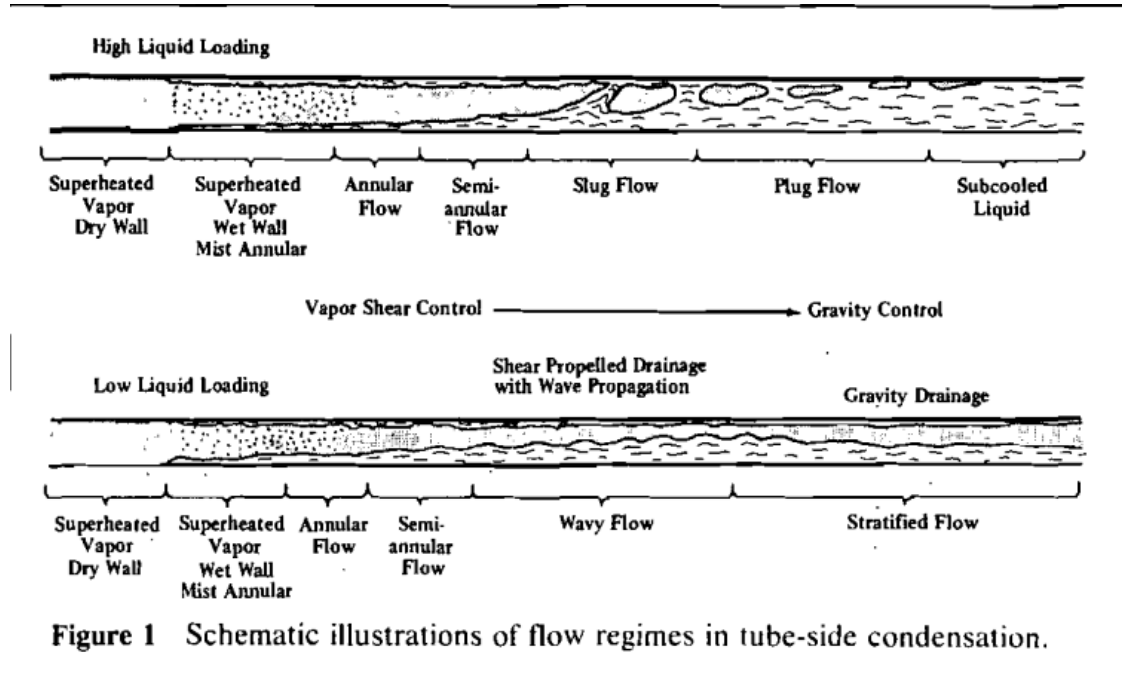 High Liquid Loading
Superheated
Vapor
Dry Wall
Superheated
Vapor
Wet Wall
Mist Annular
Annular
Flow
Semi-
annular
Flow
Slug Flow
Plug Flow
Subcooled
Liquid
Vapor Shear Control
Gravity Control
Low Liquid Loading
Shear Propelled Drainage
with Wave Propagation
Gravity Drainage
Superheated
Vapor
Dry Wall
Superheated
Vapor
Wet Wall
Mist Annular
Annular
Flow
Semi-
annular
Flow
Wavy Flow
Stratified Flow
Figure 1 Schematic illustrations of flow regimes in tube-side condensation.